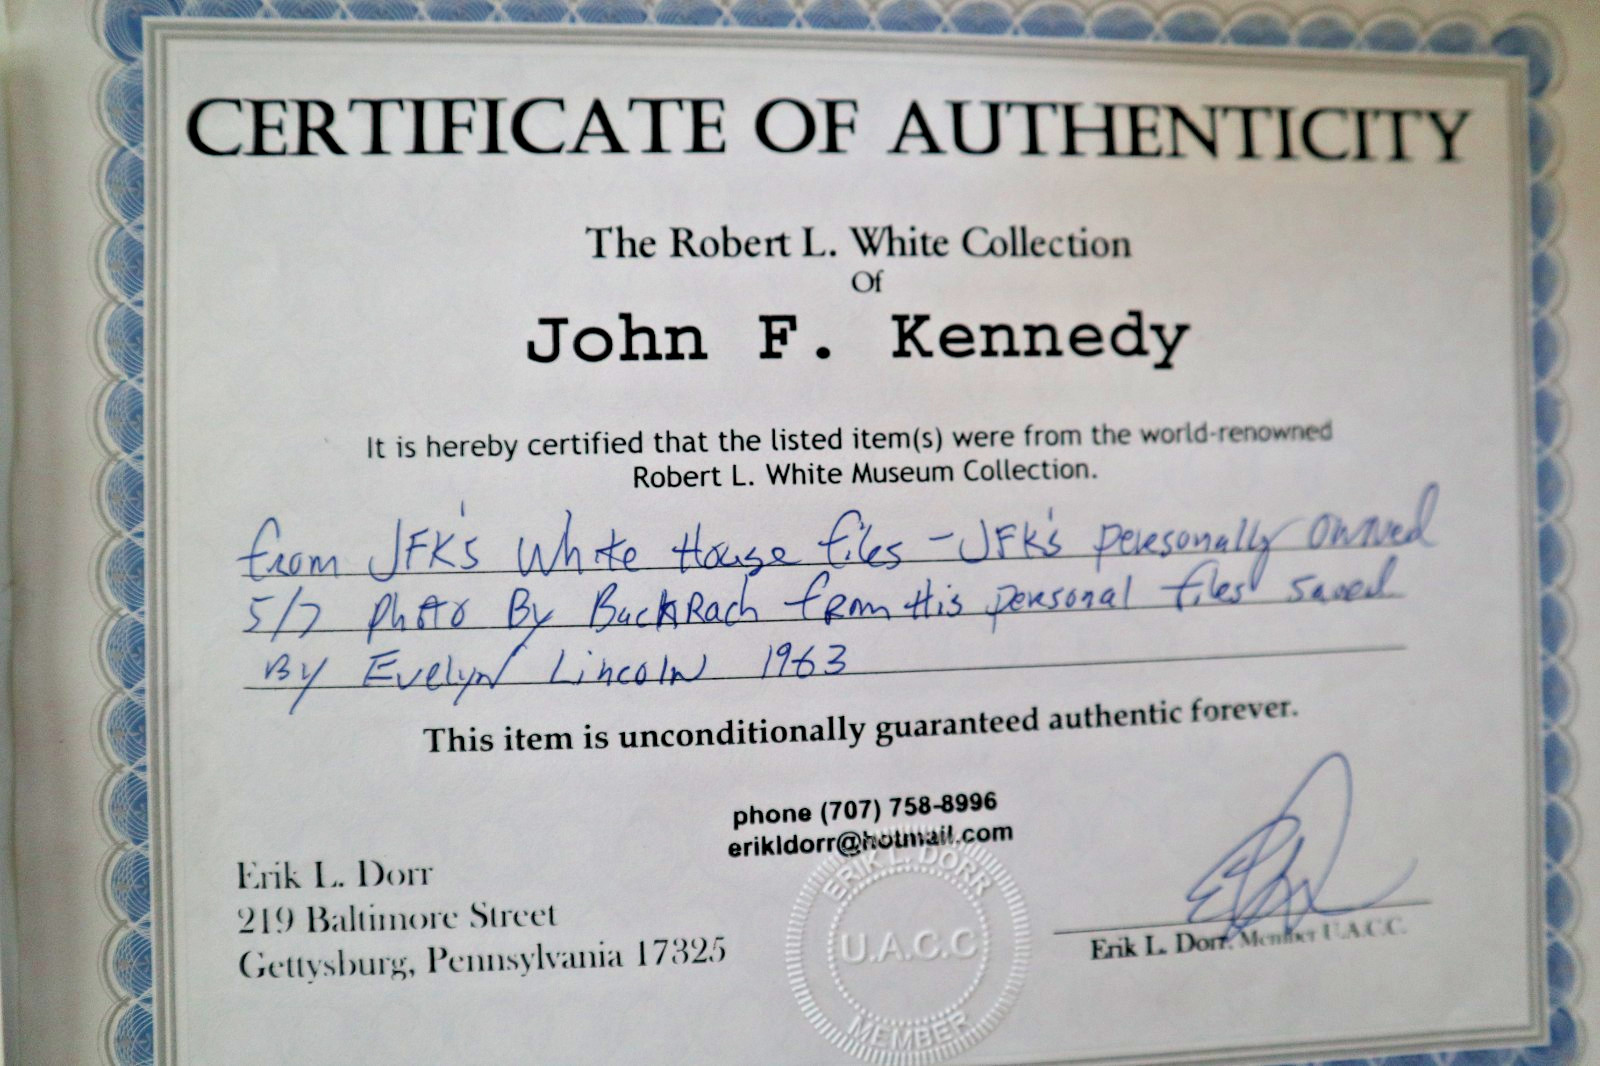 CERTIFICATE OF AUTHENTICITY
The Robert L. White Collection
Of
John F. Kennedy
It is hereby certified that the listed item(s) were from the world-renowned
Robert L. White Museum Collection.
from JFK's White House files - JFK's personally owned
5/7 photo By BackRach from His personal files saved
By Evelyn Lincoln 1963
This item is unconditionally guaranteed authentic forever.
phone (707) 758-8996
erikldorr@hotmail.com
Erik L. Dorr
219 Baltimore Street
Gettysburg, Pennsylvania 17325
ERIK L. DORR
U.A.C.C
MEMBER
Erik L. Dorr. Member U.A.C.C.